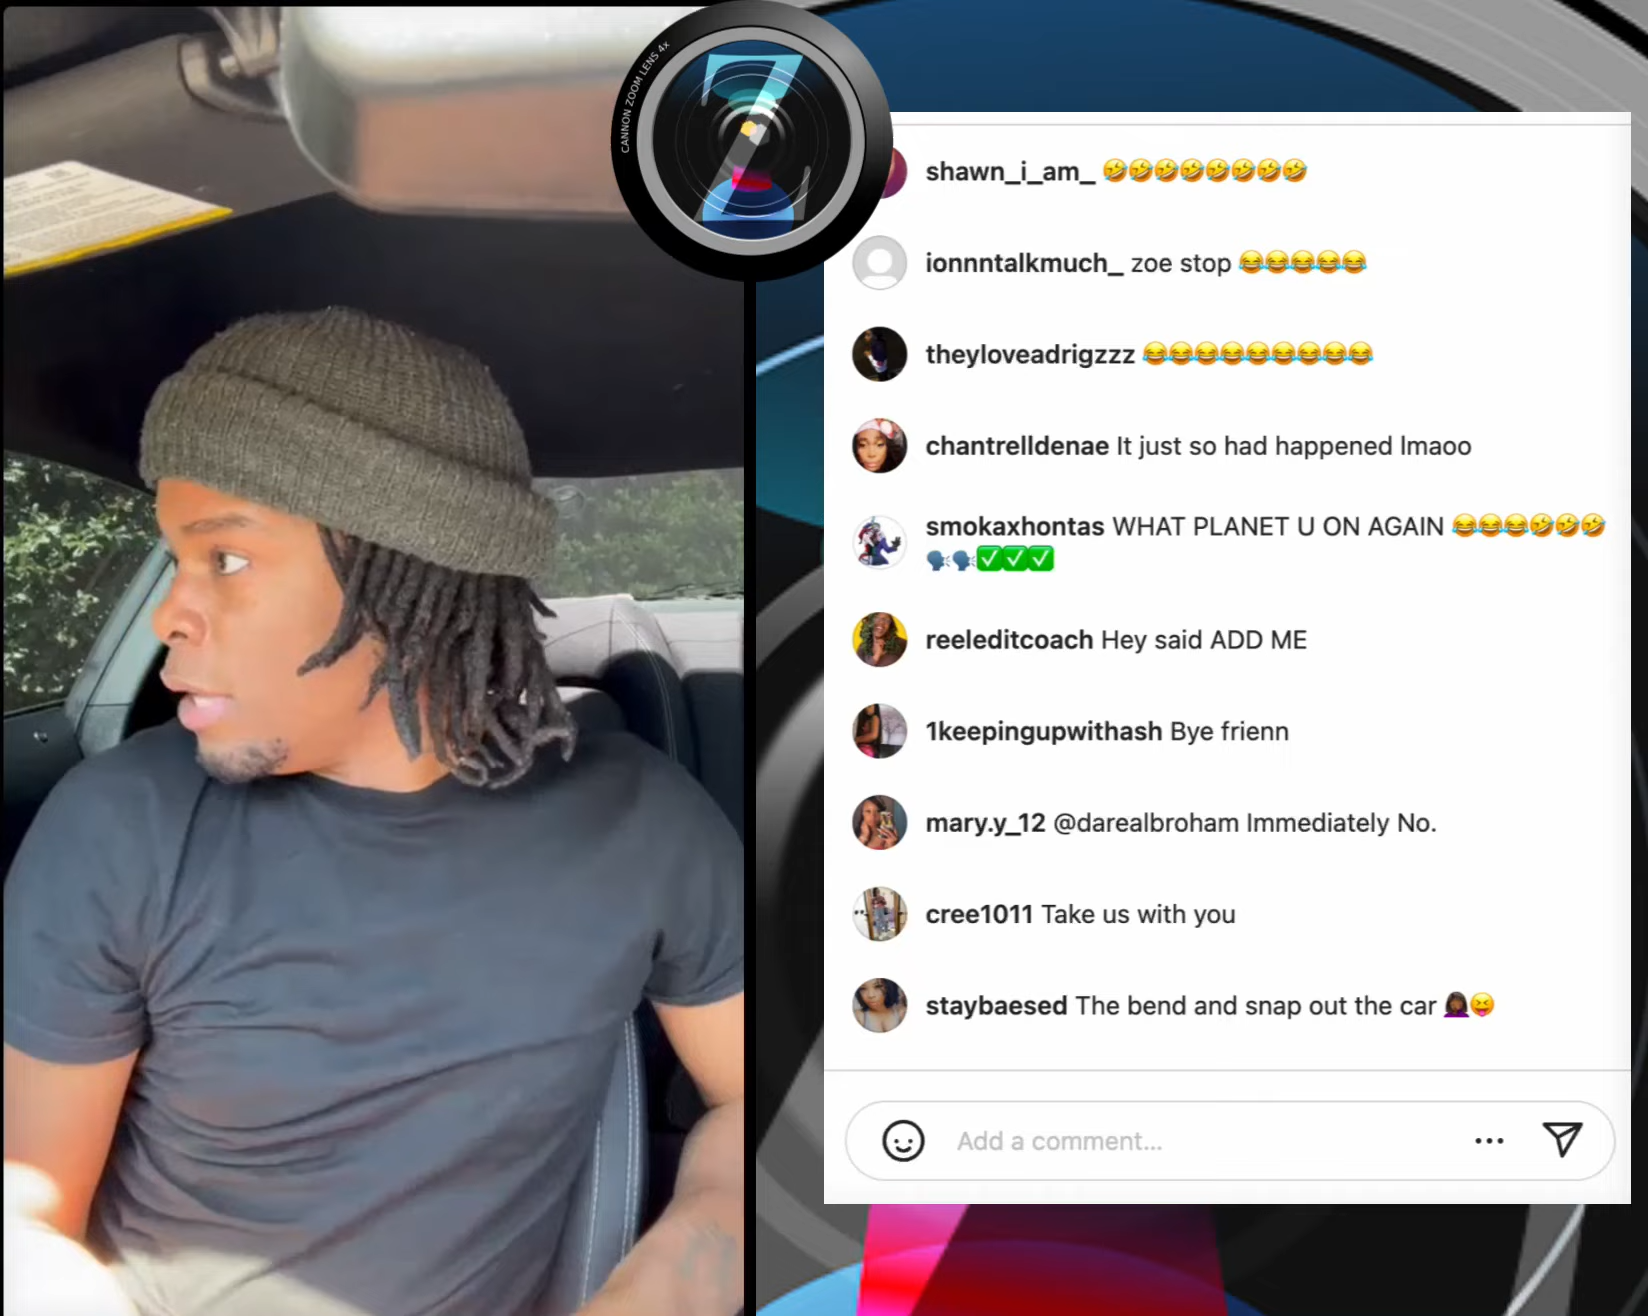 CANNON ZOOM LENS 4x
Z
shawn_i_am_ 🤣🤣🤣🤣🤣🤣🤣🤣
ionnntalkmuch_ zoe stop 😂😂😂😂😂
theyloveadrigzzz 😂😂😂😂😂😂😂😂😂
chantrelldenae It just so had happened lmaoo
smokaxhontas WHAT PLANET U ON AGAIN 😂😂😂🤣🤣🤣
🗣️🗣️✅✅✅
reeleditcoach Hey said ADD ME
1keepingupwithash Bye frienn
mary.y_12 @darealbroham Immediately No.
cree1011 Take us with you
staybaesed The bend and snap out the car 🙇🏾‍♀️😝
Add a comment...